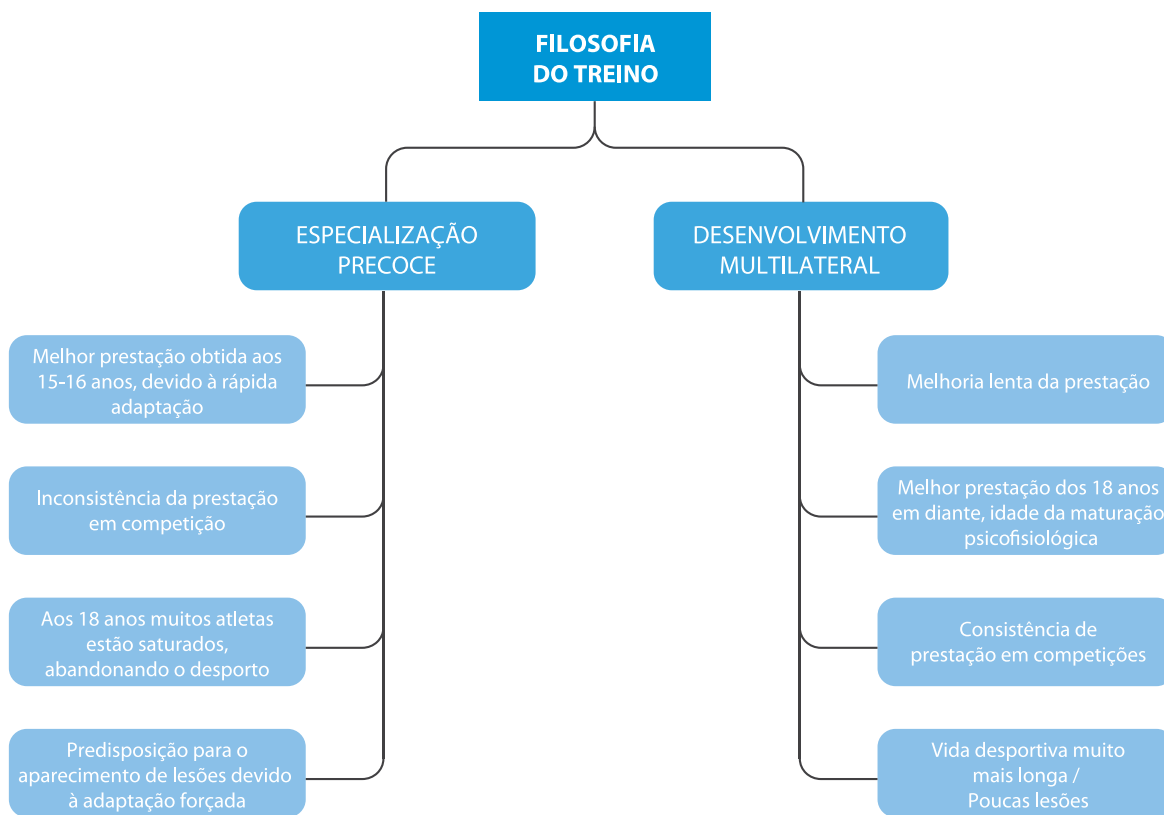 FILOSOFIA
DO TREINO
ESPECIALIZAÇÃO
PRECOCE
Melhor prestação obtida aos
15-16 anos, devido à rápida
adaptação
Inconsistência da prestação
em competição
Aos 18 anos muitos atletas
estão saturados,
abandonando o desporto
Predisposição para o
aparecimento de lesões devido
à adaptação forçada
DESENVOLVIMENTO
MULTILATERAL
Melhoria lenta da prestação
Melhor prestação dos 18 anos
em diante, idade da maturação
psicofisiológica
Consistência de
prestação em competições
Vida desportiva muito
mais longa /
Poucas lesões